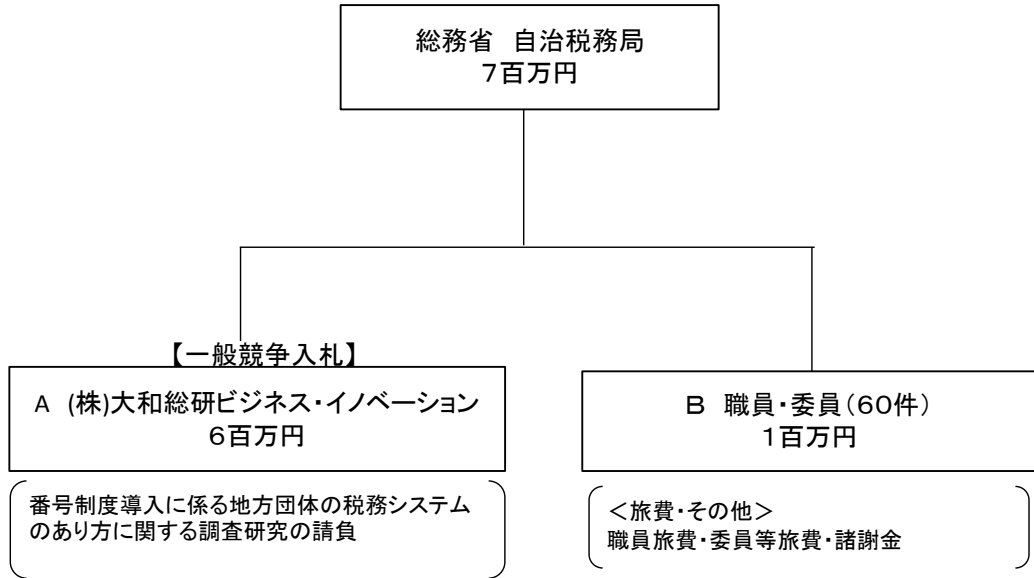 総務省 自治税務局
7百万円
【一般競争入札】
A (株)大和総研ビジネス・イノベーション
6百万円
番号制度導入に係る地方団体の税務システム
のあり方に関する調査研究の請負
B 職員・委員(60件)
1百万円
<旅費・その他>
職員旅費・委員等旅費・諸謝金